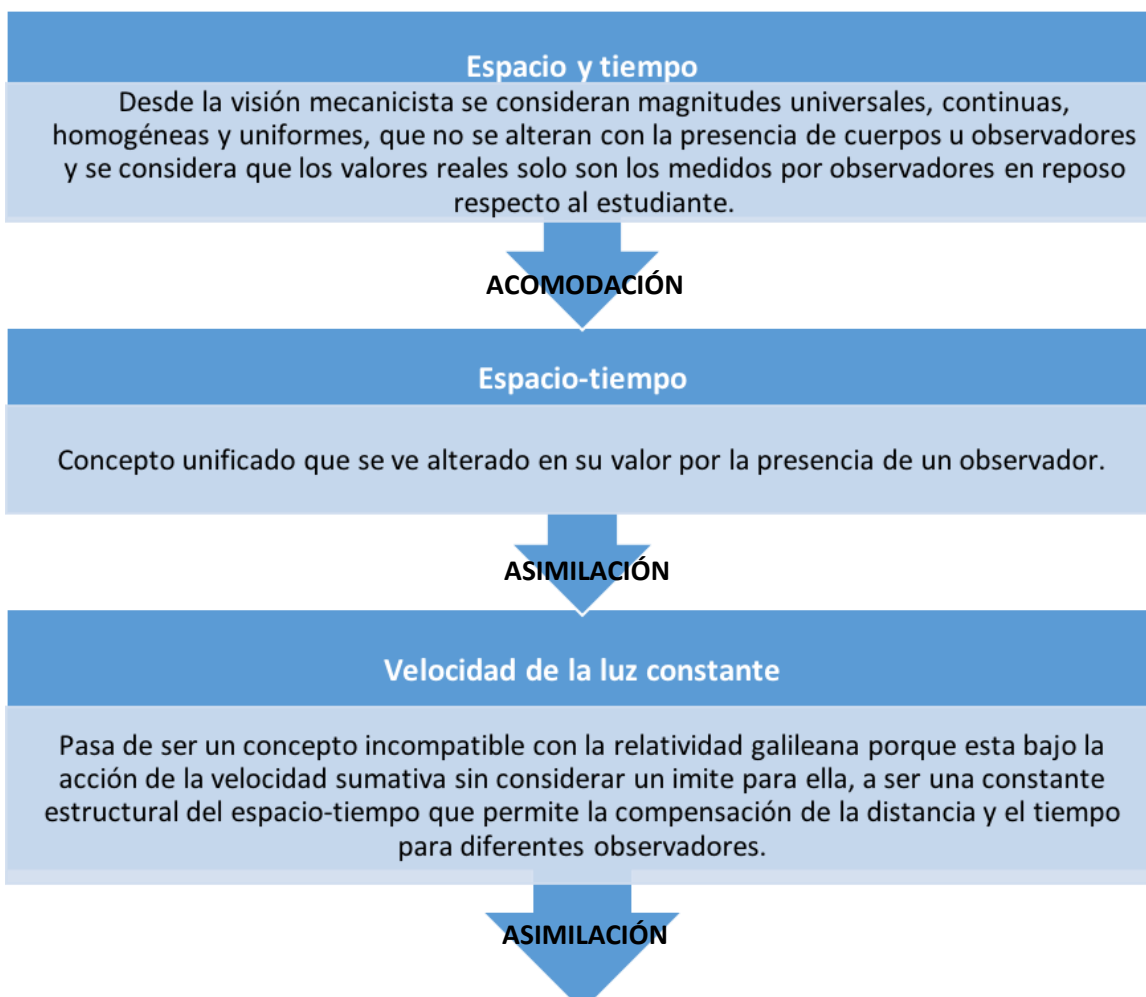 Espacio y tiempo
Desde la visión mecanicista se consideran magnitudes universales, continuas,
homogéneas y uniformes, que no se alteran con la presencia de cuerpos u observadores
y se considera que los valores reales solo son los medidos por observadores en reposo
respecto al estudiante.
ACOMODACIÓN
Espacio-tiempo
Concepto unificado que se ve alterado en su valor por la presencia de un observador.
ASIMILACIÓN
Velocidad de la luz constante
Pasa de ser un concepto incompatible con la relatividad galileana porque esta bajo la
acción de la velocidad sumativa sin considerar un imite para ella, a ser una constante
estructural del espacio-tiempo que permite la compensación de la distancia y el tiempo
para diferentes observadores.
ASIMILACIÓN